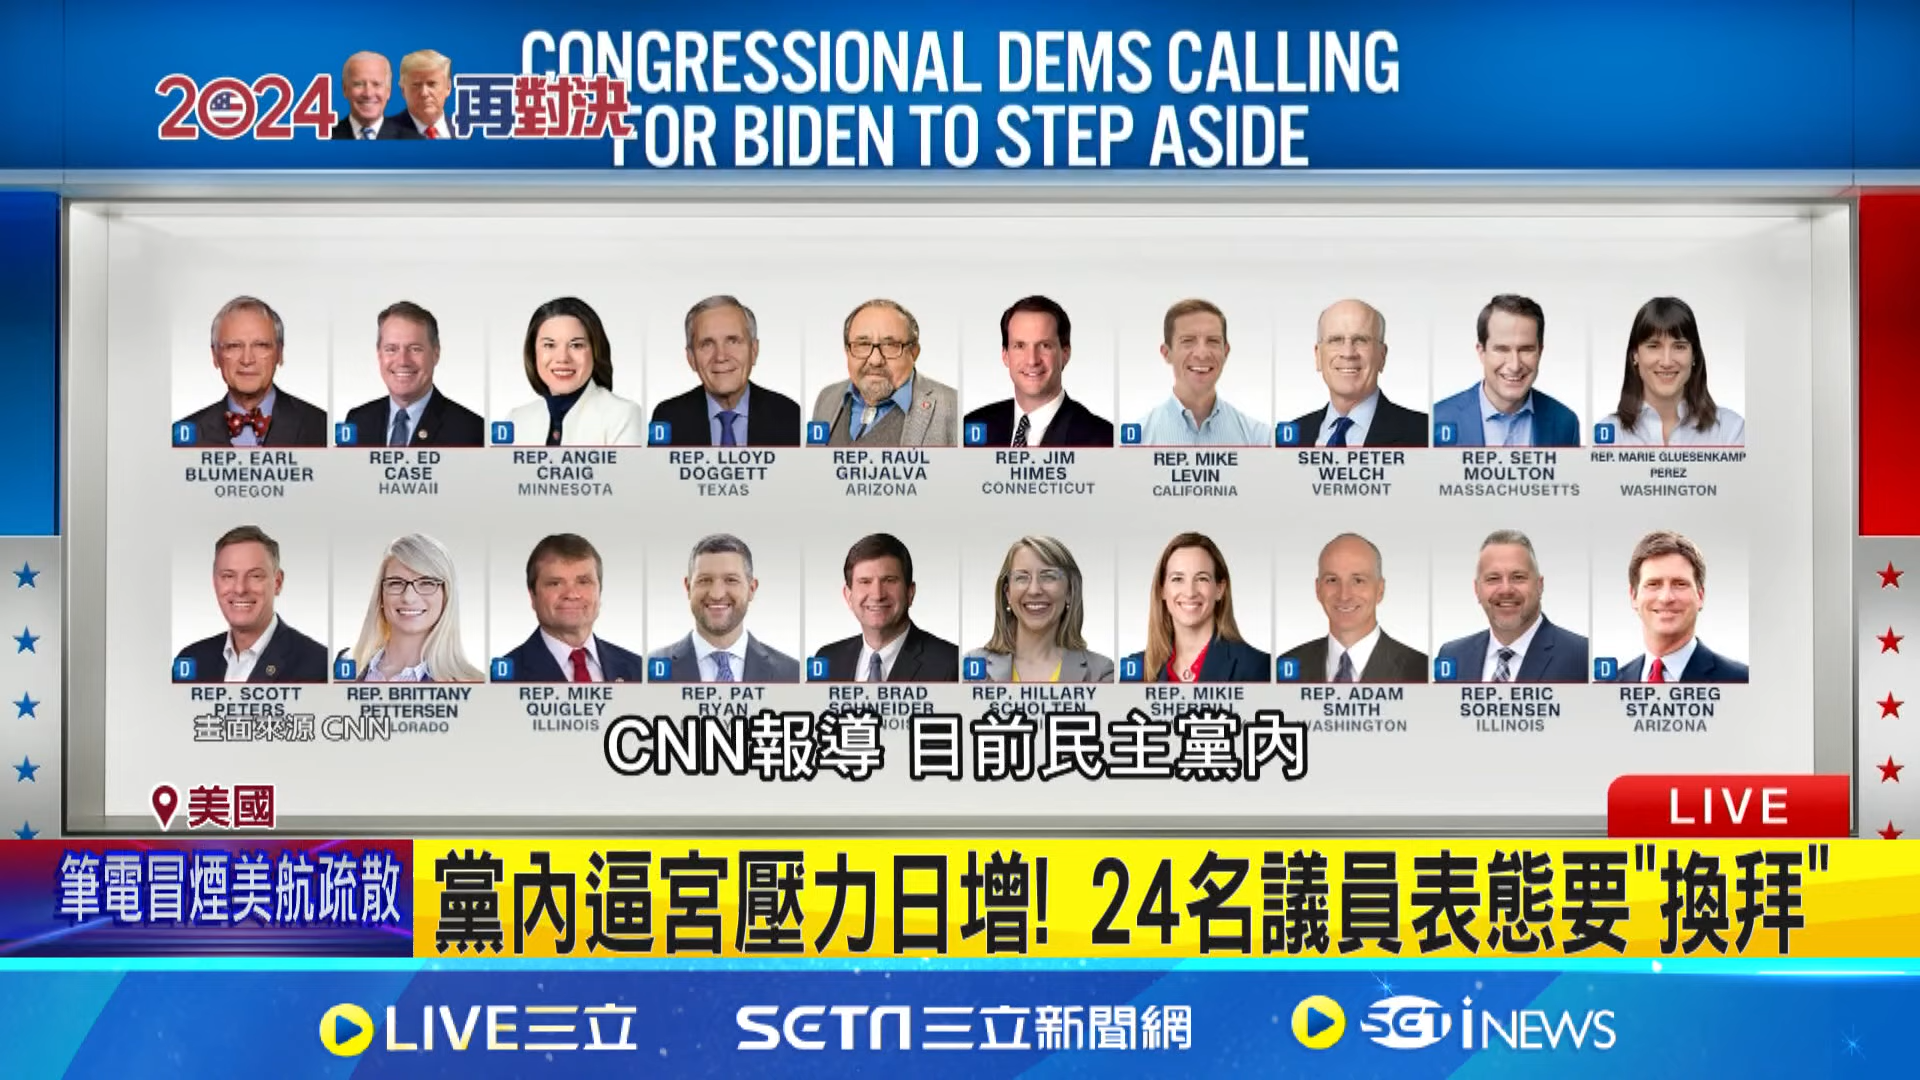 CONGRESSIONAL DEMS CALLING
FOR BIDEN TO STEP ASIDE
2024
再對決
D
D
D
D
D
D
D
D
D
D
REP. EARL
BLUMENAUER
OREGON
REP. ED
CASE
HAWAII
REP. ANGIE
CRAIG
MINNESOTA
REP. LLOYD
DOGGETT
TEXAS
REP. RAÚL
GRIJALVA
ARIZONA
REP. JIM
HIMES
CONNECTICUT
REP. MIKE
LEVIN
CALIFORNIA
SEN. PETER
WELCH
VERMONT
REP. SETH
MOULTON
MASSACHUSETTS
REP. MARIE GLUESENKAMP
PEREZ
WASHINGTON
D
D
D
D
D
D
D
D
D
D
REP. SCOTT
PETERS
REP. BRITTANY
PETTERSEN
LORADO
REP. MIKE
QUIGLEY
ILLINOIS
REP. PAT
RYAN
REP. BRAD
SCHNEIDER
REP. HILLARY
SCHOLTEN
REP. MIKIE
SHERRILL
REP. ADAM
SMITH
WASHINGTON
REP. ERIC
SORENSEN
ILLINOIS
REP. GREG
STANTON
ARIZONA
畫面來源 CNN
CNN報導 目前民主黨內
美國
LIVE
筆電冒煙美航疏散
黨內逼宮壓力日增! 24名議員表態要"換拜"
LIVE三立
SETN三立新聞網
SETiNEWS